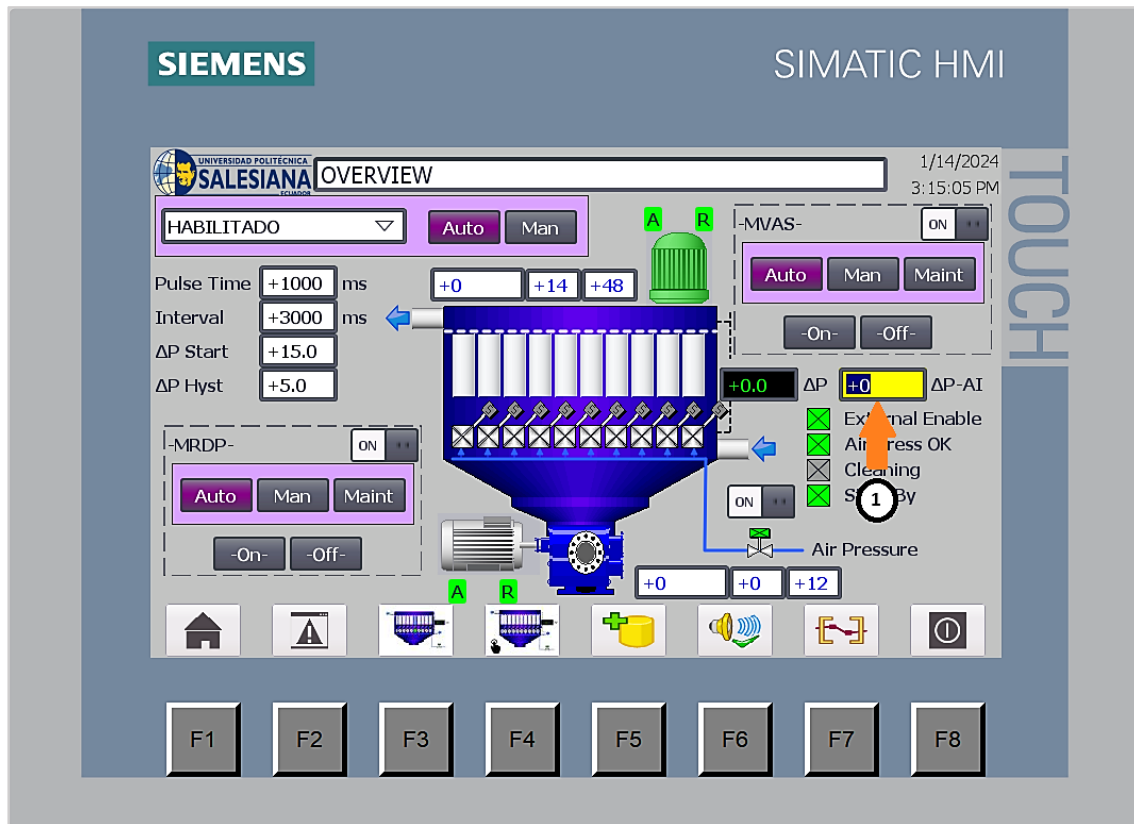 SIEMENS
SIMATIC HMI
TOUCH
UNIVERSIDAD POLITÉCNICA
SALESIANA
ECUADOR
OVERVIEW
1/14/2024
3:15:05 PM
HABILITADO
Auto
Man
A
R
-MVAS-
ON
Auto
Man
Maint
-On-
-Off-
Pulse Time +1000 ms
Interval +3000 ms
ΔP Start +15.0
ΔP Hyst +5.0
+0
+14
+48
+0.0 ΔP
+0 ΔP-AI
External Enable
Air Press OK
Cleaning
1
-MRDP-
ON
Auto
Man
Maint
-On-
-Off-
ON
Air Pressure
A
R
+0
+0
+12
F1
F2
F3
F4
F5
F6
F7
F8